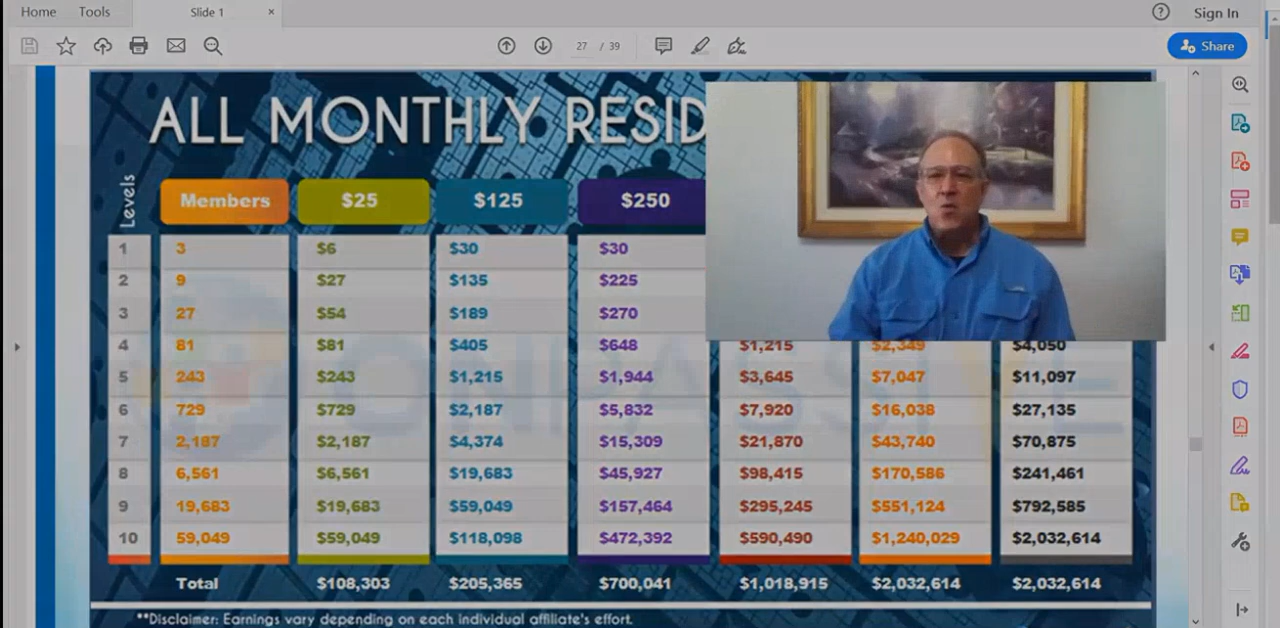 Home Tools Slide 1 × Sign In
27 / 39 Share
ALL MONTHLY RESID
Levels Members $25 $125 $250
1 3 $6 $30 $30
2 9 $27 $135 $225
3 27 $54 $189 $270
4 81 $81 $405 $648 $1,215 $2,349 $4,050
5 243 $243 $1,215 $1,944 $3,645 $7,047 $11,097
6 729 $729 $2,187 $5,832 $7,920 $16,038 $27,135
7 2,187 $2,187 $4,374 $15,309 $21,870 $43,740 $70,875
8 6,561 $6,561 $19,683 $45,927 $98,415 $170,586 $241,461
9 19,683 $19,683 $59,049 $157,464 $295,245 $551,124 $792,585
10 59,049 $59,049 $118,098 $472,392 $590,490 $1,240,029 $2,032,614
Total $108,303 $205,365 $700,041 $1,018,915 $2,032,614 $2,032,614
**Disclaimer: Earnings vary depending on each individual affiliate's effort.
ONPASSIVE